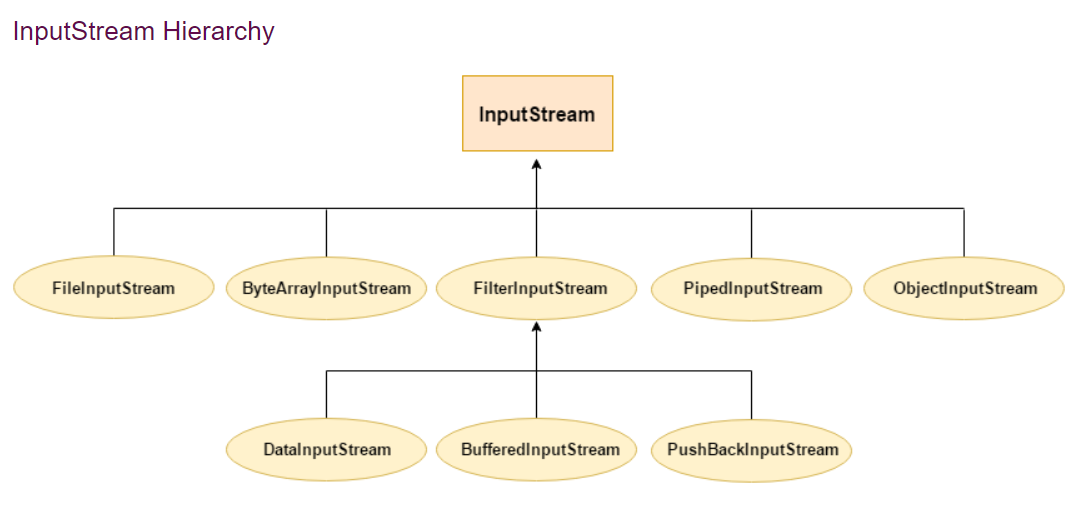 InputStream Hierarchy
InputStream
FileInputStream
ByteArrayInputStream
FilterInputStream
PipedInputStream
ObjectInputStream
DataInputStream
BufferedInputStream
PushBackInputStream